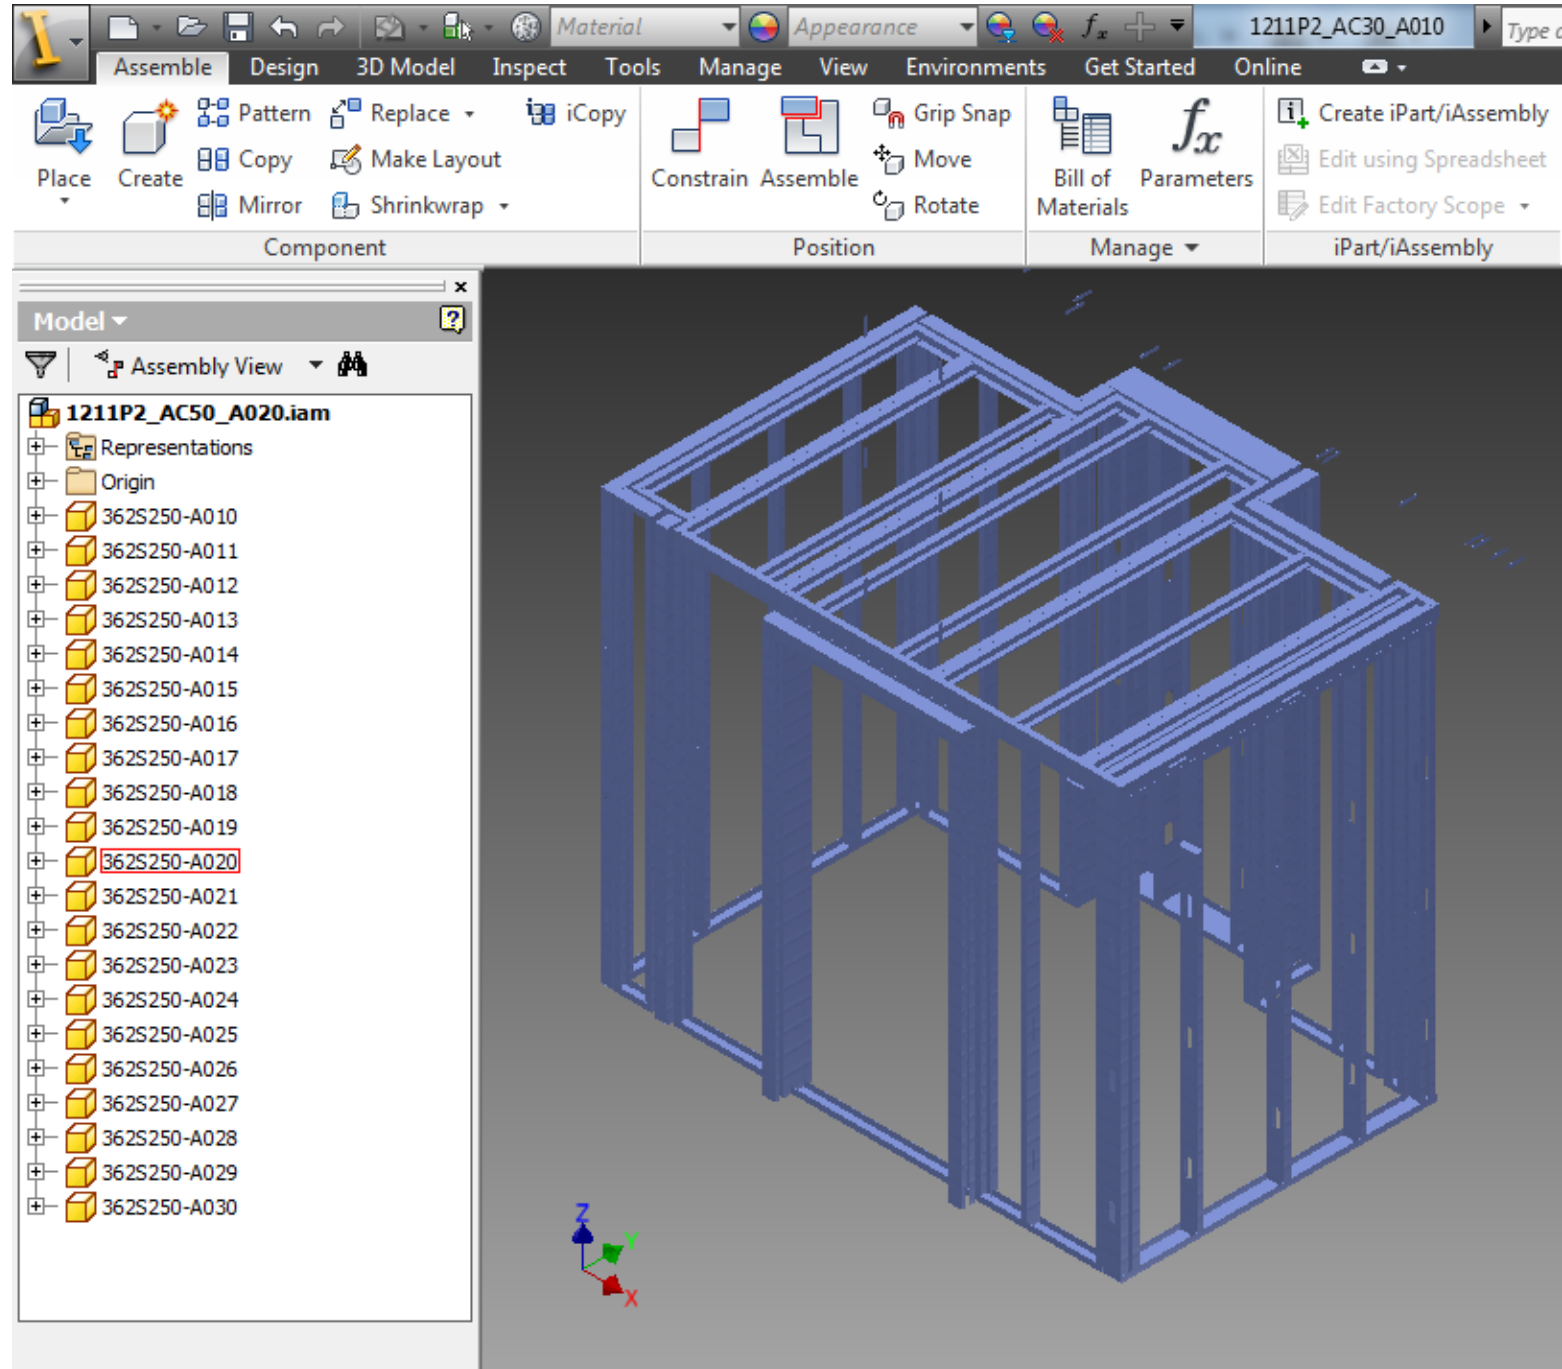 Material Appearance fx 1211P2_AC30_A010
Assemble Design 3D Model Inspect Tools Manage View Environments Get Started Online
Place
Create
Pattern
Copy
Mirror
Replace
Make Layout
Shrinkwrap
iCopy
Component
Constrain
Assemble
Grip Snap
Move
Rotate
Position
Bill of
Materials
fx
Parameters
Manage
Create iPart/iAssembly
Edit using Spreadsheet
Edit Factory Scope
iPart/iAssembly
Model
Assembly View
1211P2_AC50_A020.iam
Representations
Origin
362S250-A010
362S250-A011
362S250-A012
362S250-A013
362S250-A014
362S250-A015
362S250-A016
362S250-A017
362S250-A018
362S250-A019
362S250-A020
362S250-A021
362S250-A022
362S250-A023
362S250-A024
362S250-A025
362S250-A026
362S250-A027
362S250-A028
362S250-A029
362S250-A030
Z
Y
X